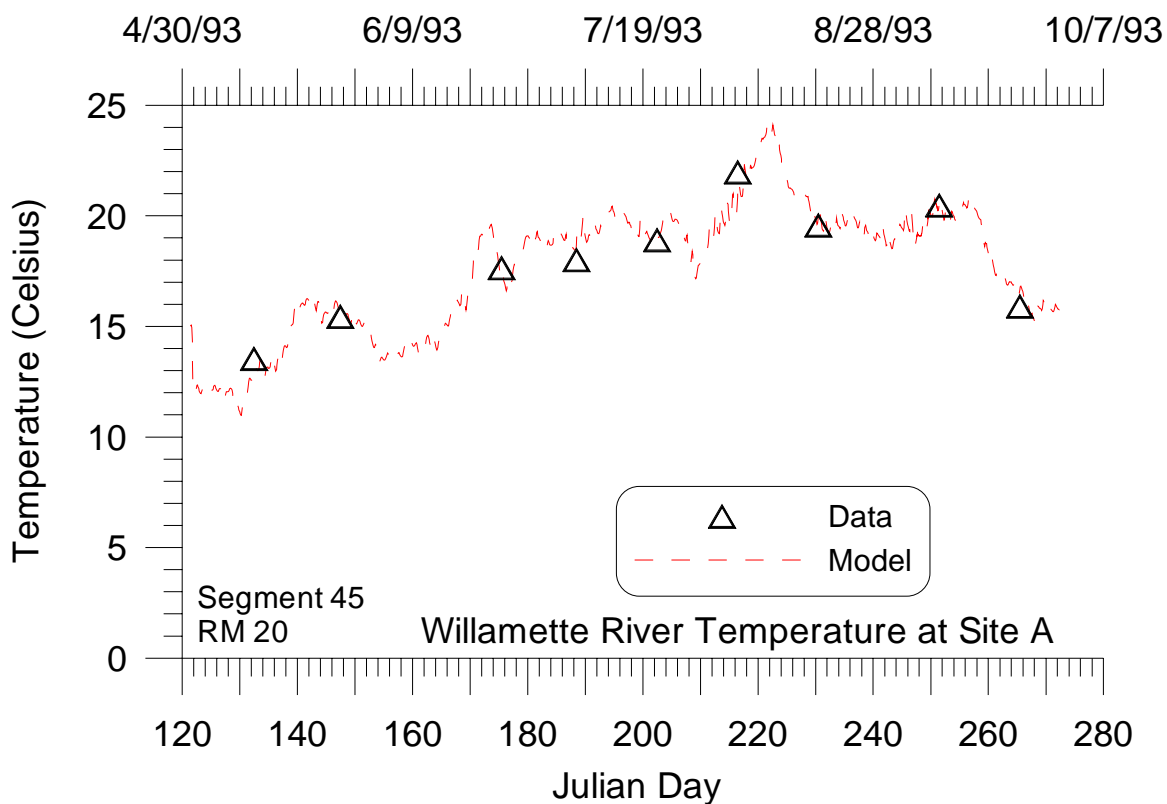 4/30/93 6/9/93 7/19/93 8/28/93 10/7/93
25
20
15
10
5
0
Temperature (Celsius)
Data
Model
Segment 45
RM 20
Willamette River Temperature at Site A
120 140 160 180 200 220 240 260 280
Julian Day